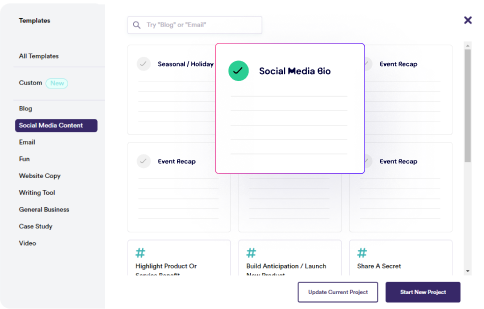 Templates
Try "Blog" or "Email"
All Templates
Custom New
Blog
Social Media Content
Email
Fun
Website Copy
Writing Tool
General Business
Case Study
Video
Seasonal / Holiday
Social Media Bio
Event Recap
Event Recap
Event Recap
#
Highlight Product Or
Service Benefit
#
Build Anticipation / Launch
New Product
#
Share A Secret
Update Current Project
Start New Project